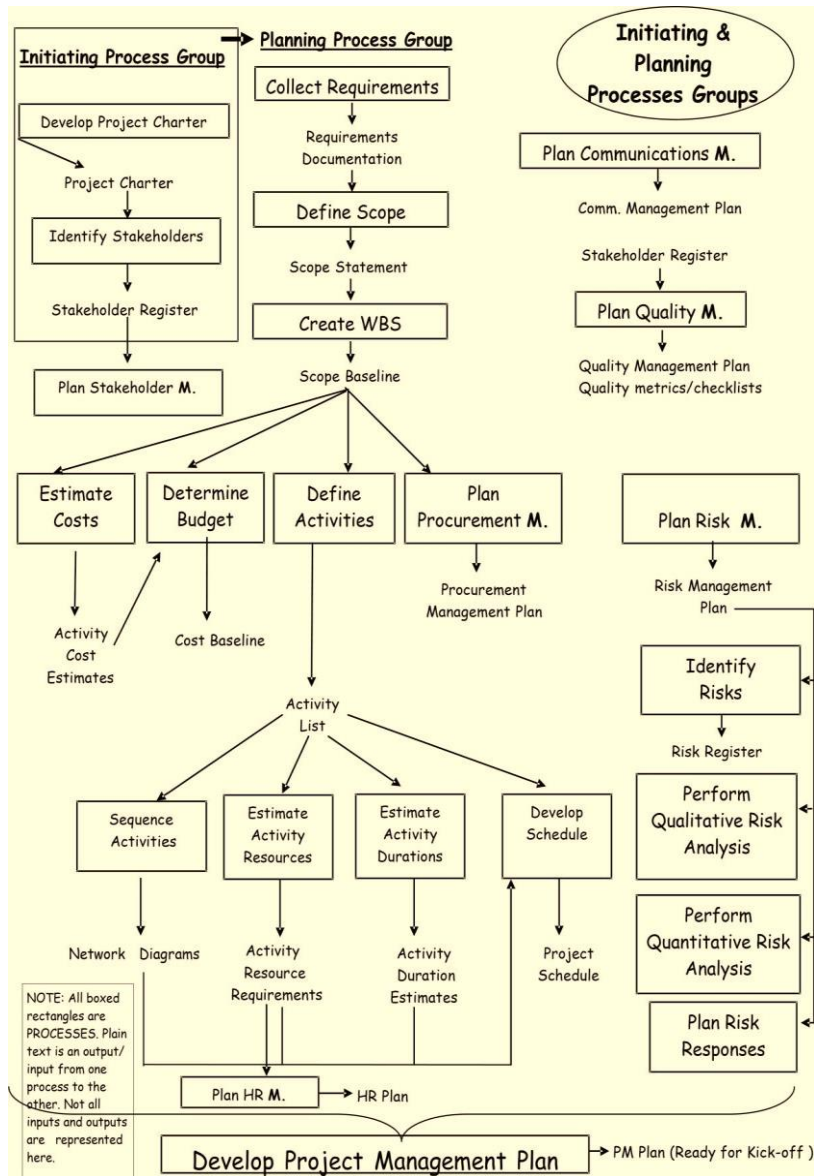 Initiating Process Group
Planning Process Group
Initiating &
Planning
Processes Groups
Develop Project Charter
Project Charter
Identify Stakeholders
Stakeholder Register
Plan Stakeholder M.
Collect Requirements
Requirements
Documentation
Define Scope
Scope Statement
Create WBS
Scope Baseline
Plan Communications M.
Comm. Management Plan
Stakeholder Register
Plan Quality M.
Quality Management Plan
Quality metrics/checklists
Estimate
Costs
Determine
Budget
Define
Activities
Plan
Procurement M.
Plan Risk M.
Activity
Cost
Estimates
Cost Baseline
Procurement
Management Plan
Risk Management
Plan
Identify
Risks
Risk Register
Activity
List
Sequence
Activities
Estimate
Activity
Resources
Estimate
Activity
Durations
Develop
Schedule
Perform
Qualitative Risk
Analysis
Network Diagrams
Activity
Resource
Requirements
Activity
Duration
Estimates
Project
Schedule
Perform
Quantitative Risk
Analysis
Plan Risk
Responses
NOTE: All boxed
rectangles are
PROCESSES. Plain
text is an output/
input from one
process to the
other. Not all
inputs and outputs
are represented
here.
Plan HR M.
HR Plan
Develop Project Management Plan
PM Plan (Ready for Kick-off )